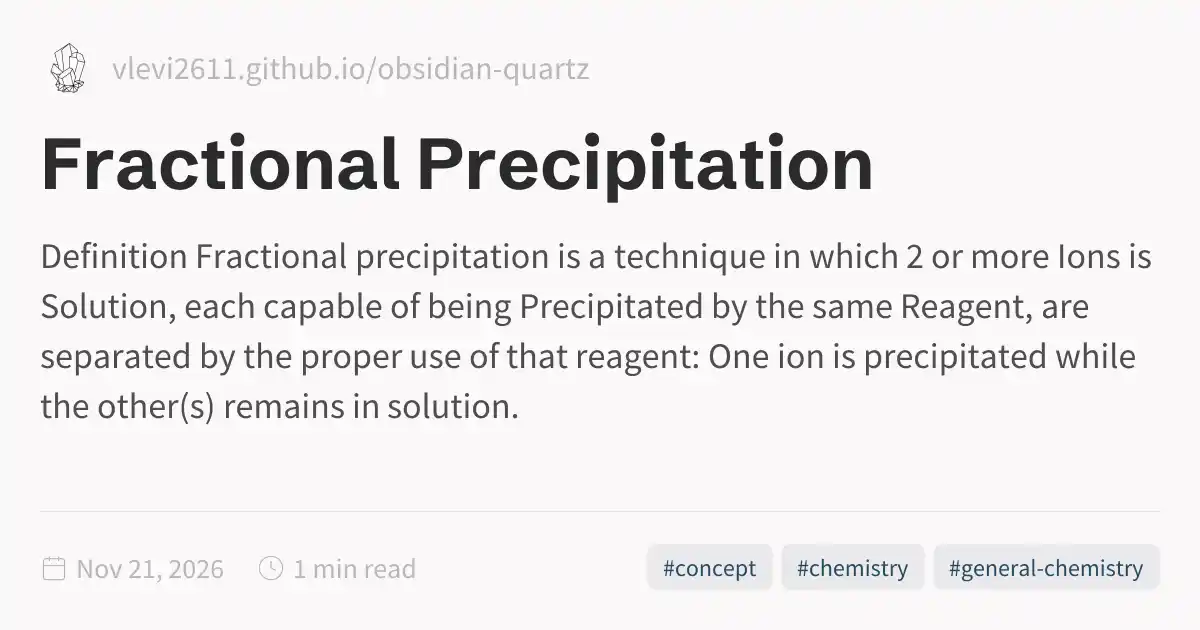 vlevi2611.github.io/obsidian-quartz
Fractional Precipitation
Definition Fractional precipitation is a technique in which 2 or more Ions is
Solution, each capable of being Precipitated by the same Reagent, are
separated by the proper use of that reagent: One ion is precipitated while
the other(s) remains in solution.
Nov 21, 2026 1 min read #concept #chemistry #general-chemistry